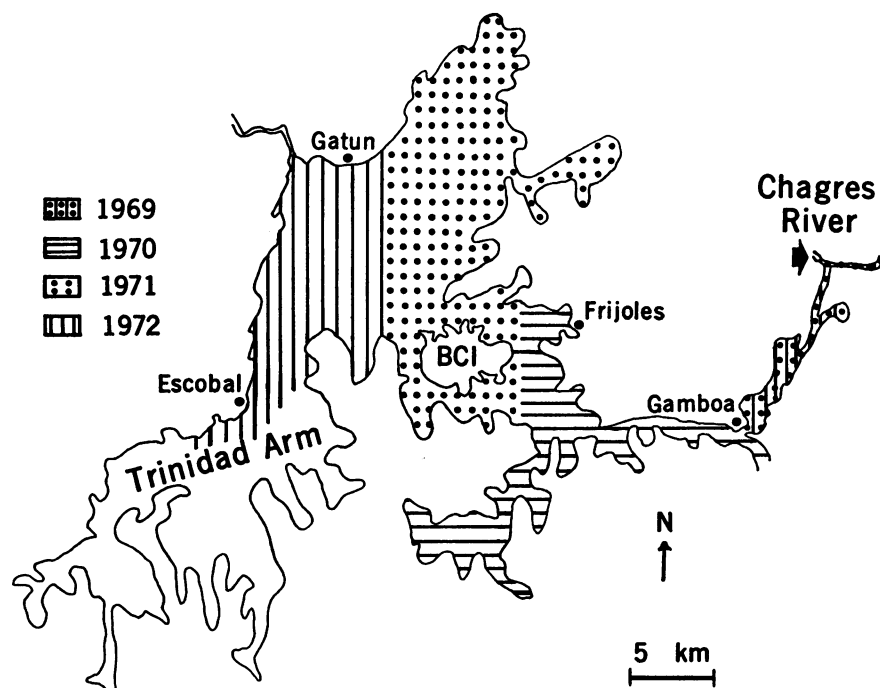 Gatun
1969
1970
1971
1972
Chagres
River
Frijoles
BCI
Escobal
Gamboa
Trinidad Arm
N
5 km